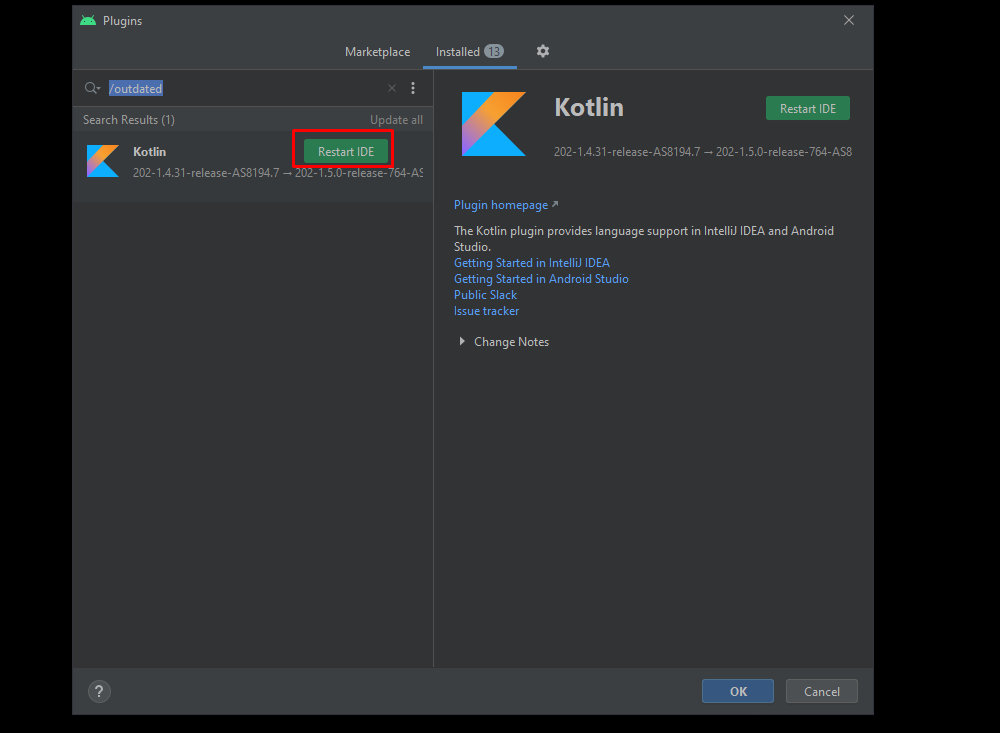 Plugins
Marketplace Installed 13
/outdated
Search Results (1) Update all
Kotlin Restart IDE
202-1.4.31-release-AS8194.7 → 202-1.5.0-release-764-AS
Kotlin Restart IDE
202-1.4.31-release-AS8194.7 → 202-1.5.0-release-764-AS8
Plugin homepage ↗
The Kotlin plugin provides language support in IntelliJ IDEA and Android
Studio.
Getting Started in IntelliJ IDEA
Getting Started in Android Studio
Public Slack
Issue tracker
Change Notes
?
OK Cancel